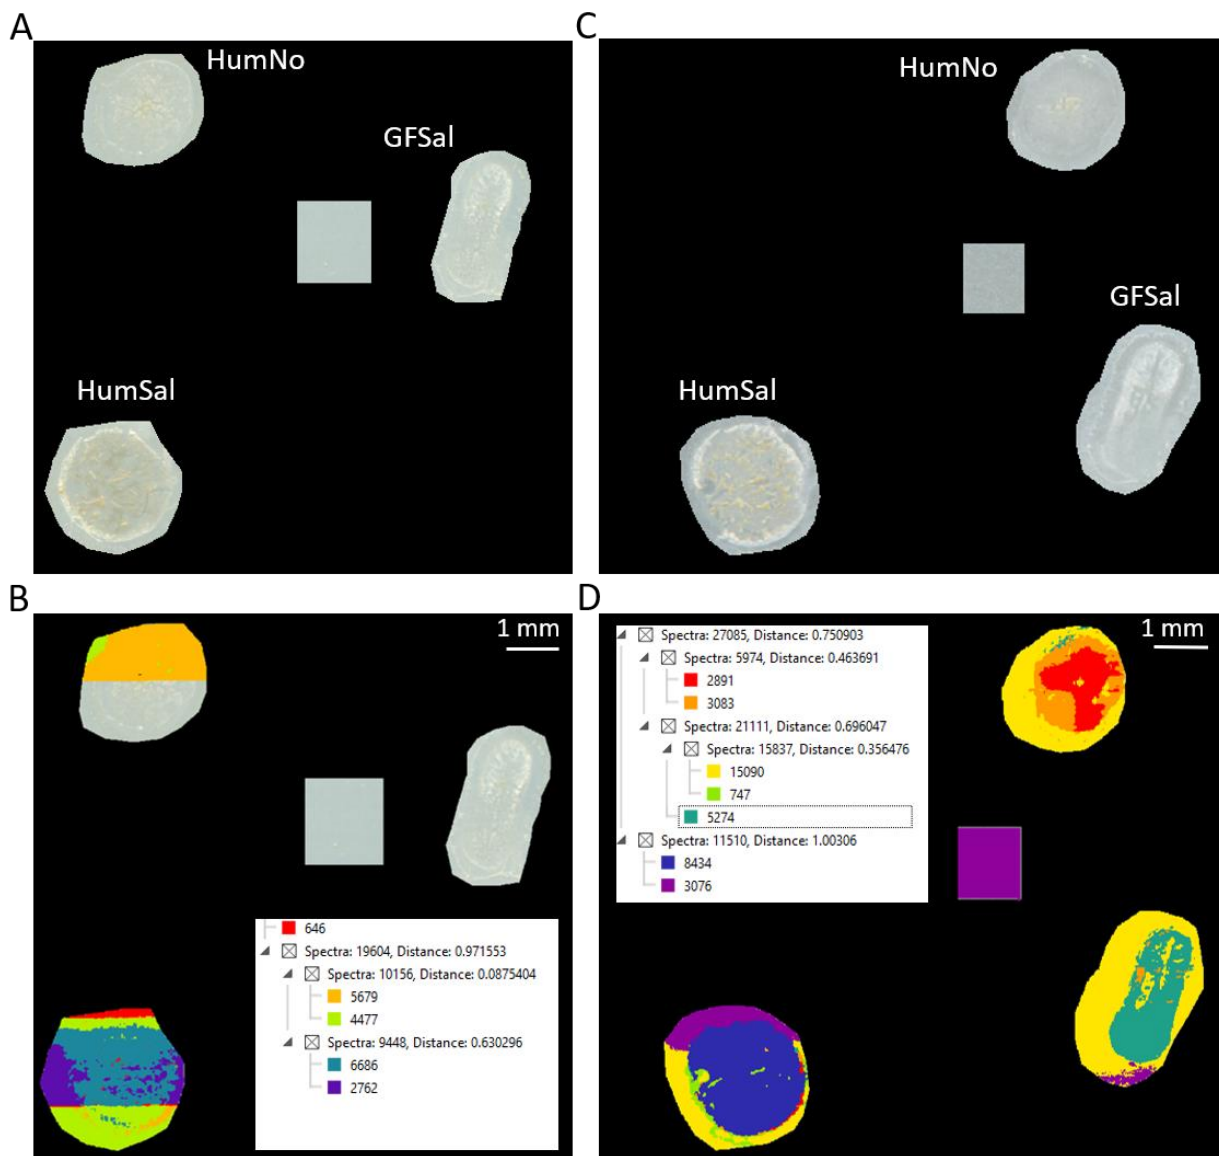 A
HumNo
GFSal
HumSal
C
HumNo
GFSal
HumSal
B
1 mm
646
Spectra: 19604, Distance: 0.971553
Spectra: 10156, Distance: 0.0875404
5679
4477
Spectra: 9448, Distance: 0.630296
6686
2762
D
1 mm
Spectra: 27085, Distance: 0.750903
Spectra: 5974, Distance: 0.463691
2891
3083
Spectra: 21111, Distance: 0.696047
Spectra: 15837, Distance: 0.356476
15090
747
5274
Spectra: 11510, Distance: 1.00306
8434
3076